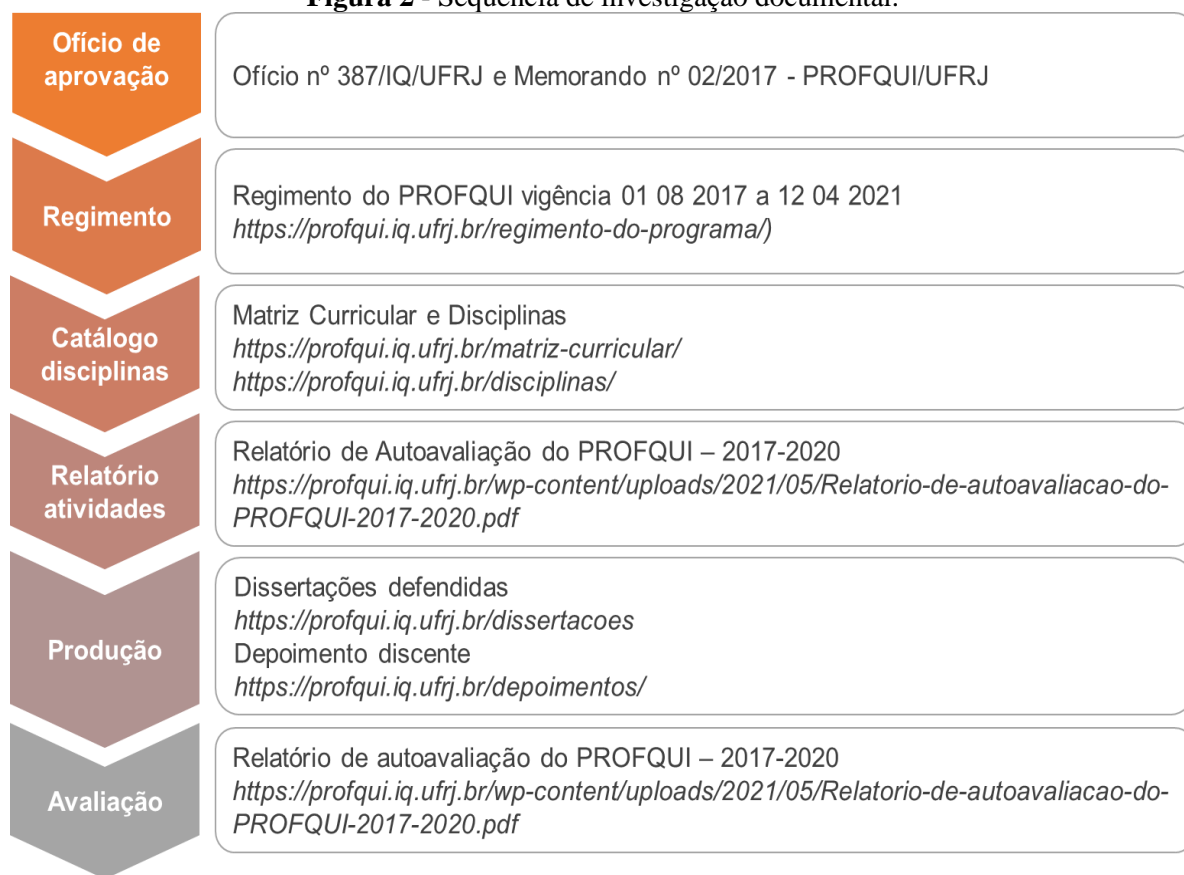 Figura 2 - Sequência de investigação documental.
Ofício de
aprovação
Ofício nº 387/IQ/UFRJ e Memorando nº 02/2017 - PROFQUI/UFRJ
Regimento
Regimento do PROFQUI vigência 01 08 2017 a 12 04 2021
https://profqui.iq.ufrj.br/regimento-do-programa/)
Catálogo
disciplinas
Matriz Curricular e Disciplinas
https://profqui.iq.ufrj.br/matriz-curricular/
https://profqui.iq.ufrj.br/disciplinas/
Relatório
atividades
Relatório de Autoavaliação do PROFQUI – 2017-2020
https://profqui.iq.ufrj.br/wp-content/uploads/2021/05/Relatorio-de-autoavaliacao-do-
PROFQUI-2017-2020.pdf
Produção
Dissertações defendidas
https://profqui.iq.ufrj.br/dissertacoes
Depoimento discente
https://profqui.iq.ufrj.br/depoimentos/
Avaliação
Relatório de autoavaliação do PROFQUI – 2017-2020
https://profqui.iq.ufrj.br/wp-content/uploads/2021/05/Relatorio-de-autoavaliacao-do-
PROFQUI-2017-2020.pdf